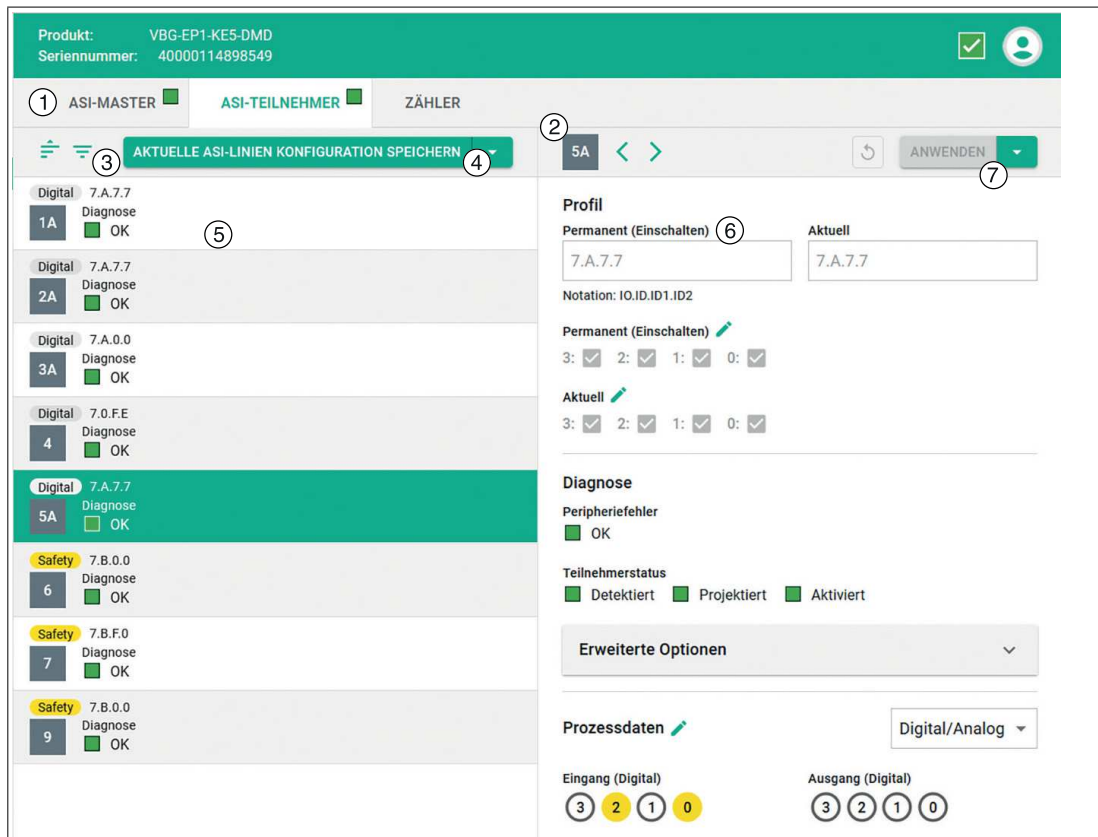 Produkt: VBG-EP1-KE5-DMD
Seriennummer: 40000114898549
① ASI-MASTER ASI-TEILNEHMER ZÄHLER
③ AKTUELLE ASI-LINIEN KONFIGURATION SPEICHERN ④
Digital 7.A.7.7
1A Diagnose
OK
⑤
Digital 7.A.7.7
2A Diagnose
OK
Digital 7.A.0.0
3A Diagnose
OK
Digital 7.0.F.E
4 Diagnose
OK
Digital 7.A.7.7
5A Diagnose
OK
Safety 7.B.0.0
6 Diagnose
OK
Safety 7.B.F.0
7 Diagnose
OK
Safety 7.B.0.0
9 Diagnose
OK
② 5A ANWENDEN ⑦
Profil
Permanent (Einschalten) ⑥ Aktuell
7.A.7.7 7.A.7.7
Notation: IO.ID.ID1.ID2
Permanent (Einschalten)
3: 2: 1: 0:
Aktuell
3: 2: 1: 0:
Diagnose
Peripheriefehler
OK
Teilnehmerstatus
Detektiert Projektiert Aktiviert
Erweiterte Optionen
Prozessdaten Digital/Analog
Eingang (Digital) Ausgang (Digital)
3 2 1 0 3 2 1 0